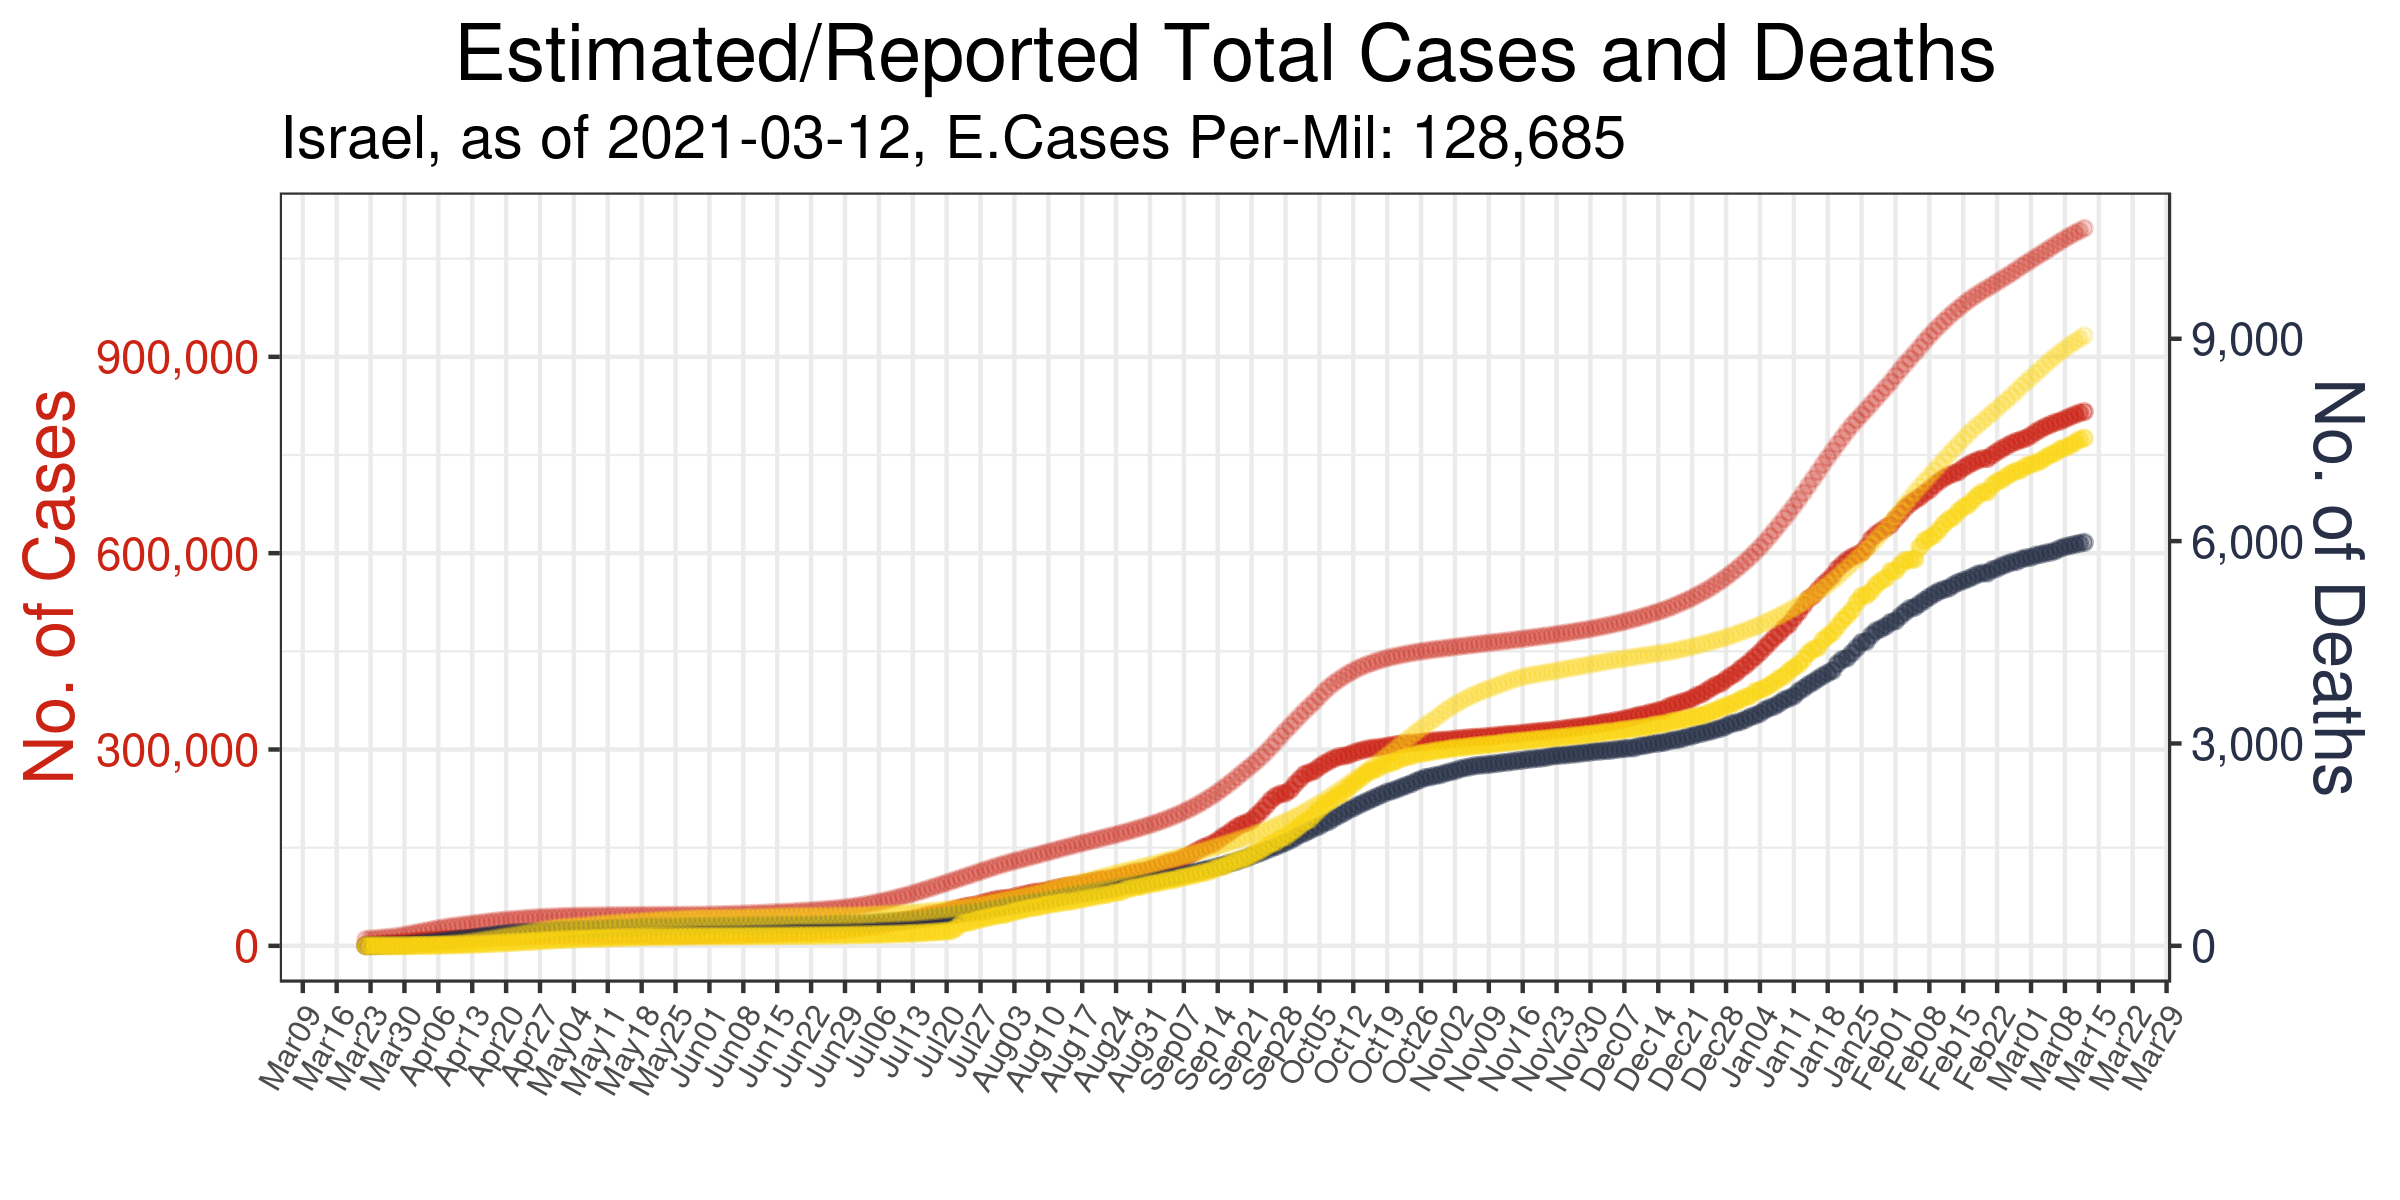 Estimated/Reported Total Cases and Deaths
Israel, as of 2021-03-12, E.Cases Per-Mil: 128,685
No. of Cases
900,000
600,000
300,000
0
9,000
6,000
3,000
0
No. of Deaths
Mar09 Mar16 Mar23 Mar30 Apr06 Apr13 Apr20 Apr27 May04 May11 May18 May25 Jun01 Jun08 Jun15 Jun22 Jun29 Jul06 Jul13 Jul20 Jul27 Aug03 Aug10 Aug17 Aug24 Aug31 Sep07 Sep14 Sep21 Sep28 Oct05 Oct12 Oct19 Oct26 Nov02 Nov09 Nov16 Nov23 Nov30 Dec07 Dec14 Dec21 Dec28 Jan04 Jan11 Jan18 Jan25 Feb01 Feb08 Feb15 Feb22 Mar01 Mar08 Mar15 Mar22 Mar29